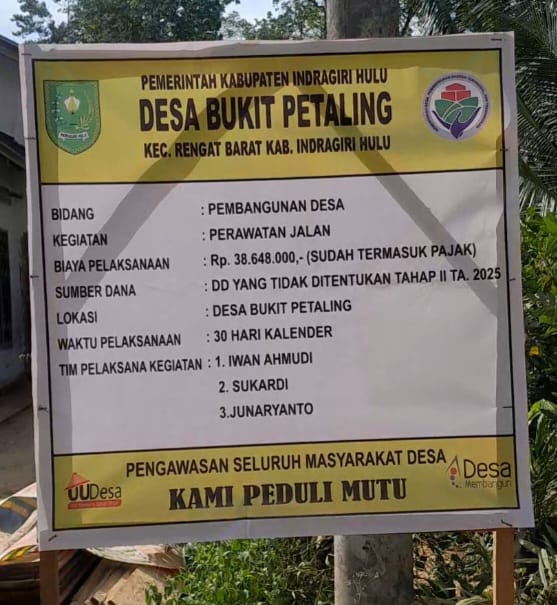 PEMERINTAH KABUPATEN INDRAGIRI HULU
DESA BUKIT PETALING
KEC. RENGAT BARAT KAB. INDRAGIRI HULU
BIDANG : PEMBANGUNAN DESA
KEGIATAN : PERAWATAN JALAN
BIAYA PELAKSANAAN : Rp. 38.648.000,- (SUDAH TERMASUK PAJAK)
SUMBER DANA : DD YANG TIDAK DITENTUKAN TAHAP II TA. 2025
LOKASI : DESA BUKIT PETALING
WAKTU PELAKSANAAN : 30 HARI KALENDER
TIM PELAKSANA KEGIATAN : 1. IWAN AHMUDI
2. SUKARDI
3.JUNARYANTO
PENGAWASAN SELURUH MASYARAKAT DESA
KAMI PEDULI MUTU
UUDesa
Desa
Membangun